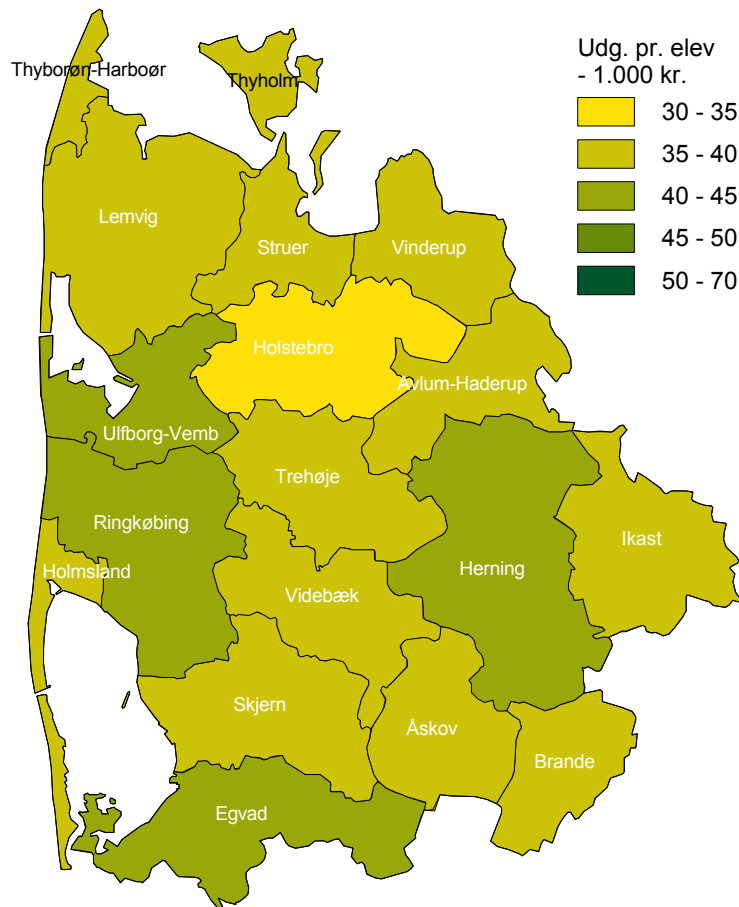 Udg. pr. elev
- 1.000 kr.
30 - 35
35 - 40
40 - 45
45 - 50
50 - 70
Thyborøn-Harboør
Thyholm
Lemvig
Struer
Vinderup
Holstebro
Avlum-Haderup
Ulfborg-Vemb
Trehøje
Ringkøbing
Ikast
Holmsland
Herning
Videbæk
Skjern
Åskov
Brande
Egvad